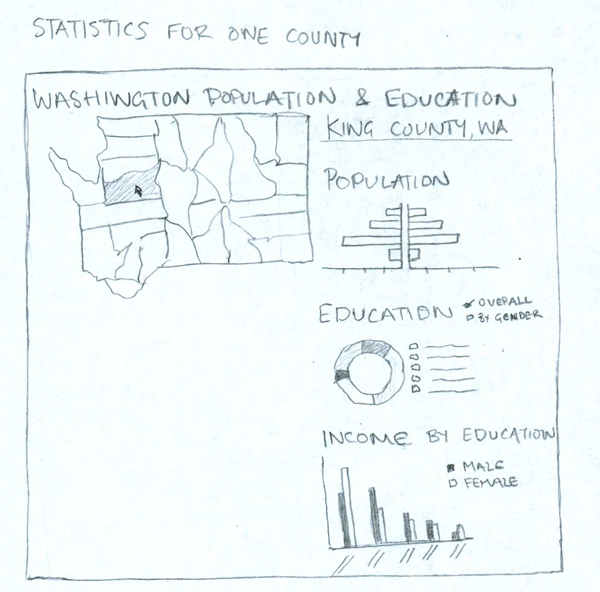 STATISTICS FOR ONE COUNTY
WASHINGTON POPULATION & EDUCATION
KING COUNTY, WA
POPULATION
EDUCATION
OVERALL
BY GENDER
INCOME BY EDUCATION
MALE
FEMALE